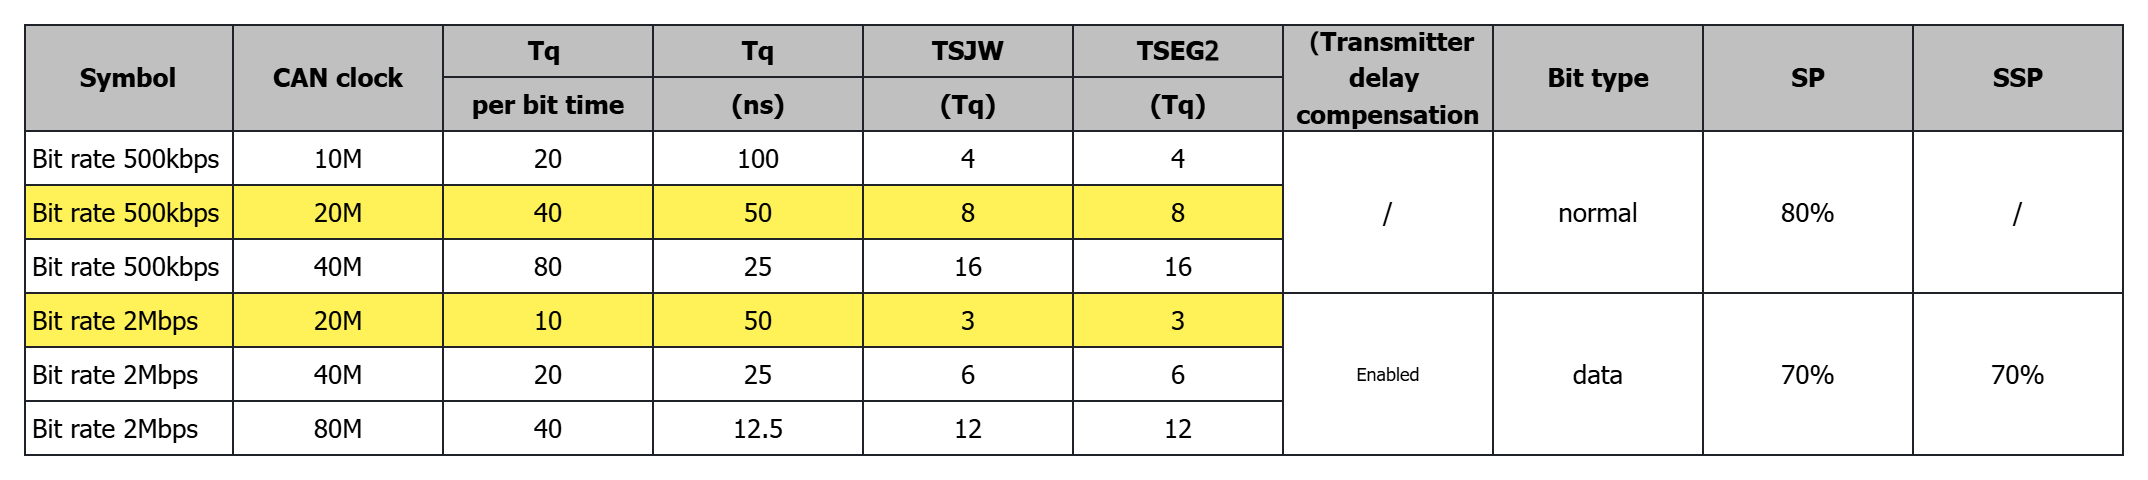 Symbol CAN clock Tq Tq TSJW TSEG2 (Transmitter delay compensation Bit type SP SSP
per bit time (ns) (Tq) (Tq)
Bit rate 500kbps 10M 20 100 4 4 / normal 80% /
Bit rate 500kbps 20M 40 50 8 8
Bit rate 500kbps 40M 80 25 16 16
Bit rate 2Mbps 20M 10 50 3 3 Enabled data 70% 70%
Bit rate 2Mbps 40M 20 25 6 6
Bit rate 2Mbps 80M 40 12.5 12 12